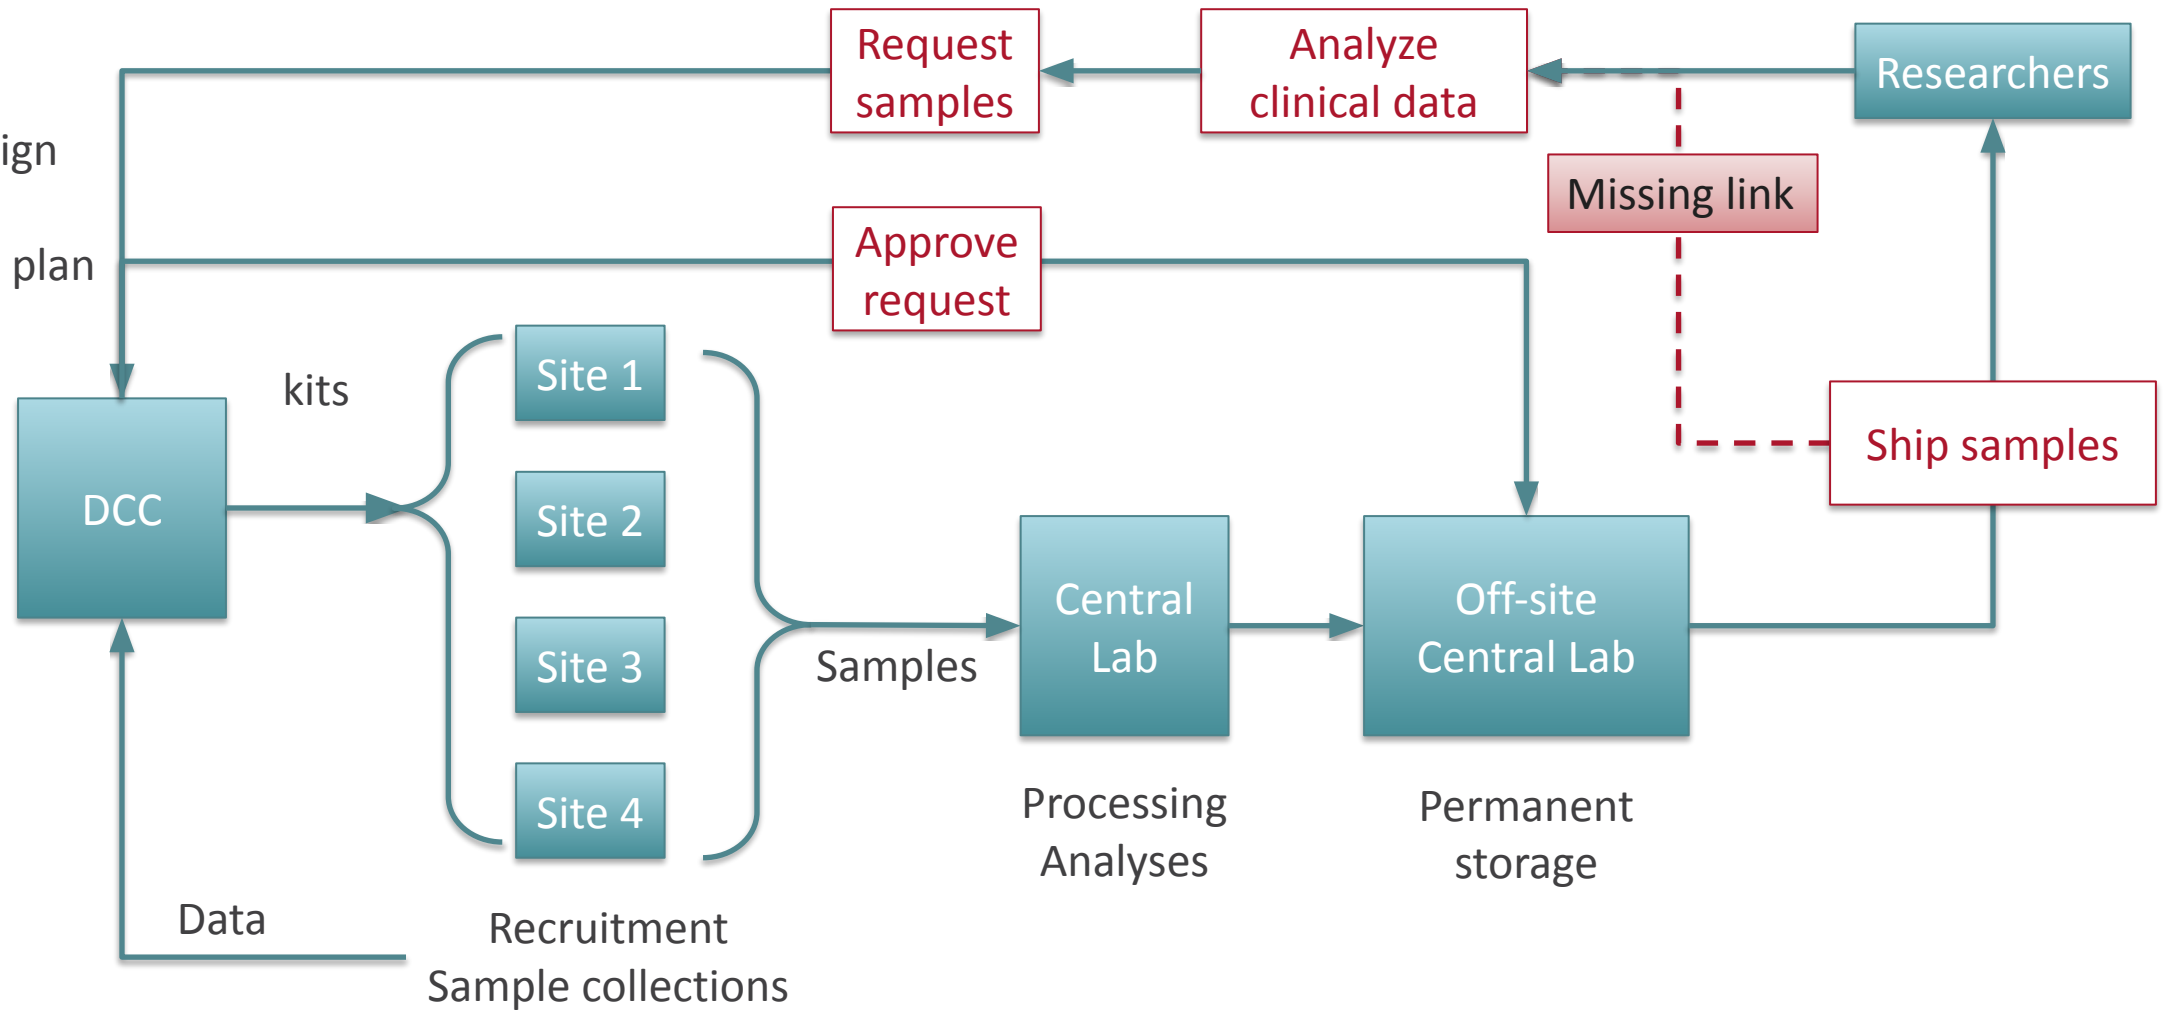 Request
samples
Analyze
clinical data
Researchers
ign
plan
Missing link
Approve
request
kits
Site 1
Site 2
Site 3
Site 4
DCC
Ship samples
Central
Lab
Off-site
Central Lab
Samples
Processing
Analyses
Permanent
storage
Data
Recruitment
Sample collections